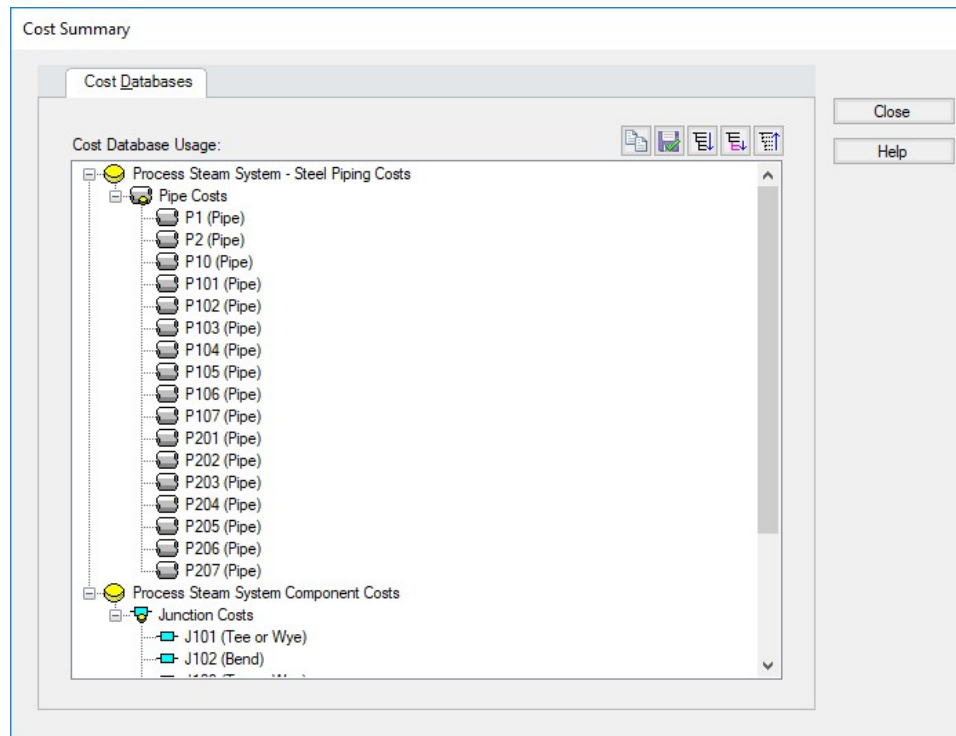 Cost Summary
Cost Databases
Close
Cost Database Usage:
Help
Process Steam System - Steel Piping Costs
Pipe Costs
P1 (Pipe)
P2 (Pipe)
P10 (Pipe)
P101 (Pipe)
P102 (Pipe)
P103 (Pipe)
P104 (Pipe)
P105 (Pipe)
P106 (Pipe)
P107 (Pipe)
P201 (Pipe)
P202 (Pipe)
P203 (Pipe)
P204 (Pipe)
P205 (Pipe)
P206 (Pipe)
P207 (Pipe)
Process Steam System Component Costs
Junction Costs
J101 (Tee or Wye)
J102 (Bend)